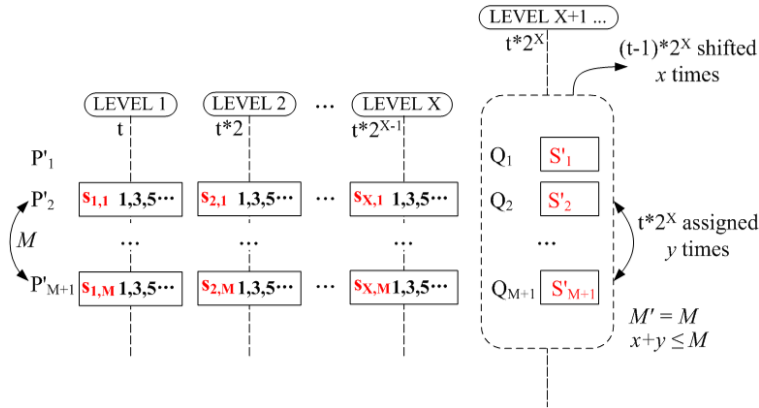 LEVEL X+1 ...
t*2^X
(t-1)*2^X shifted
x times
LEVEL 1 LEVEL 2 ... LEVEL X
t t*2 t*2^X-1
P'1 Q1 S'1
P'2 s1,1 1,3,5··· s2,1 1,3,5··· ... sX,1 1,3,5··· Q2 S'2
M ... ... ... ... t*2^X assigned
y times
P'M+1 s1,M 1,3,5··· s2,M 1,3,5··· ... sX,M 1,3,5··· QM+1 S'M+1
M' = M
x+y ≤ M